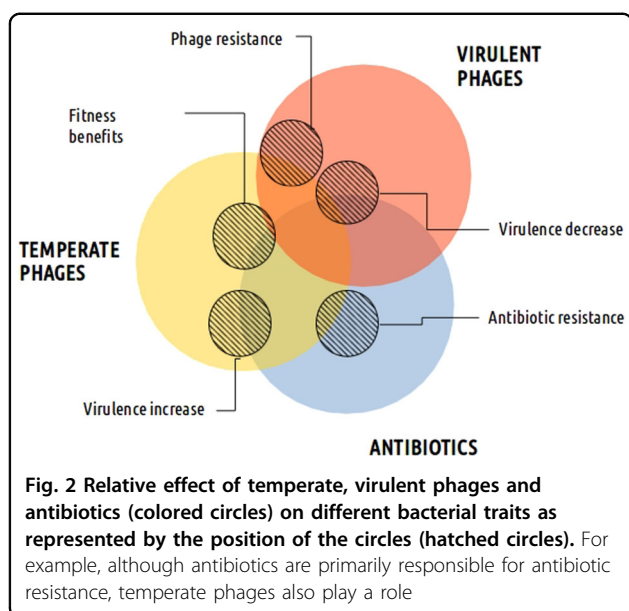 Phage resistance
VIRULENT
PHAGES
Fitness
benefits
TEMPERATE
PHAGES
Virulence decrease
Antibiotic resistance
Virulence increase
ANTIBIOTICS
Fig. 2 Relative effect of temperate, virulent phages and
antibiotics (colored circles) on different bacterial traits as
represented by the position of the circles (hatched circles). For
example, although antibiotics are primarily responsible for antibiotic
resistance, temperate phages also play a role